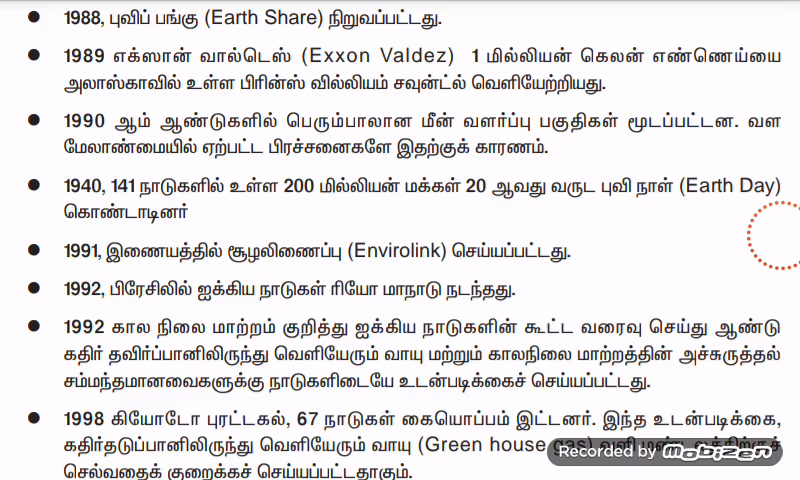 1988, புவிப் பங்கு (Earth Share) நிறுவப்பட்டது.
1989 எக்ஸான் வால்டெஸ் (Exxon Valdez) 1 மில்லியன் கெலன் எண்ணெய்யை
அலாஸ்காவில் உள்ள பிரின்ஸ் வில்லியம் சவுன்ட்ல் வெளியேற்றியது.
1990 ஆம் ஆண்டுகளில் பெரும்பாலான மீன் வளர்ப்பு பகுதிகள் மூடப்பட்டன. வள
மேலாண்மையில் ஏற்பட்ட பிரச்சனைகளே இதற்குக் காரணம்.
1940, 141 நாடுகளில் உள்ள 200 மில்லியன் மக்கள் 20 ஆவது வருட புவி நாள் (Earth Day)
கொண்டாடினர்
1991, இணையத்தில் சூழலிணைப்பு (Envirolink) செய்யப்பட்டது.
1992, பிரேசிலில் ஐக்கிய நாடுகள் ரியோ மாநாடு நடந்தது.
1992 கால நிலை மாற்றம் குறித்து ஐக்கிய நாடுகளின் கூட்ட வரைவு செய்து ஆண்டு
கதிர் தவிர்ப்பானிலிருந்து வெளியேரும் வாயு மற்றும் காலநிலை மாற்றத்தின் அச்சுருத்தல்
சம்மந்தமானவைகளுக்கு நாடுகளிடையே உடன்படிக்கைச் செய்யப்பட்டது.
1998 கியோடோ புரட்டகல், 67 நாடுகள் கையொப்பம் இட்டனர். இந்த உடன்படிக்கை,
கதிர்தடுப்பானிலிருந்து வெளியேரும் வாயு (Green house gas)
செல்வதைக் குறைக்கச் செய்யப்பட்டதாகும்.
Recorded by mobizen